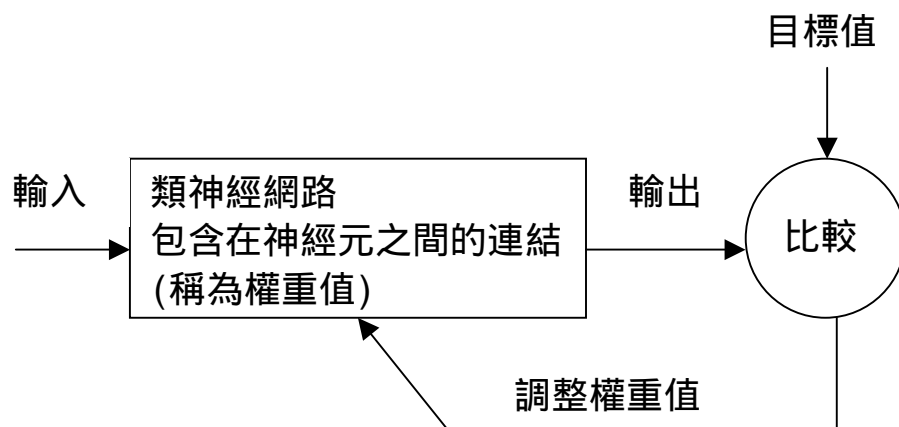 目標值
輸入
類神經網路
包含在神經元之間的連結
(稱為權重值)
輸出
比較
調整權重值